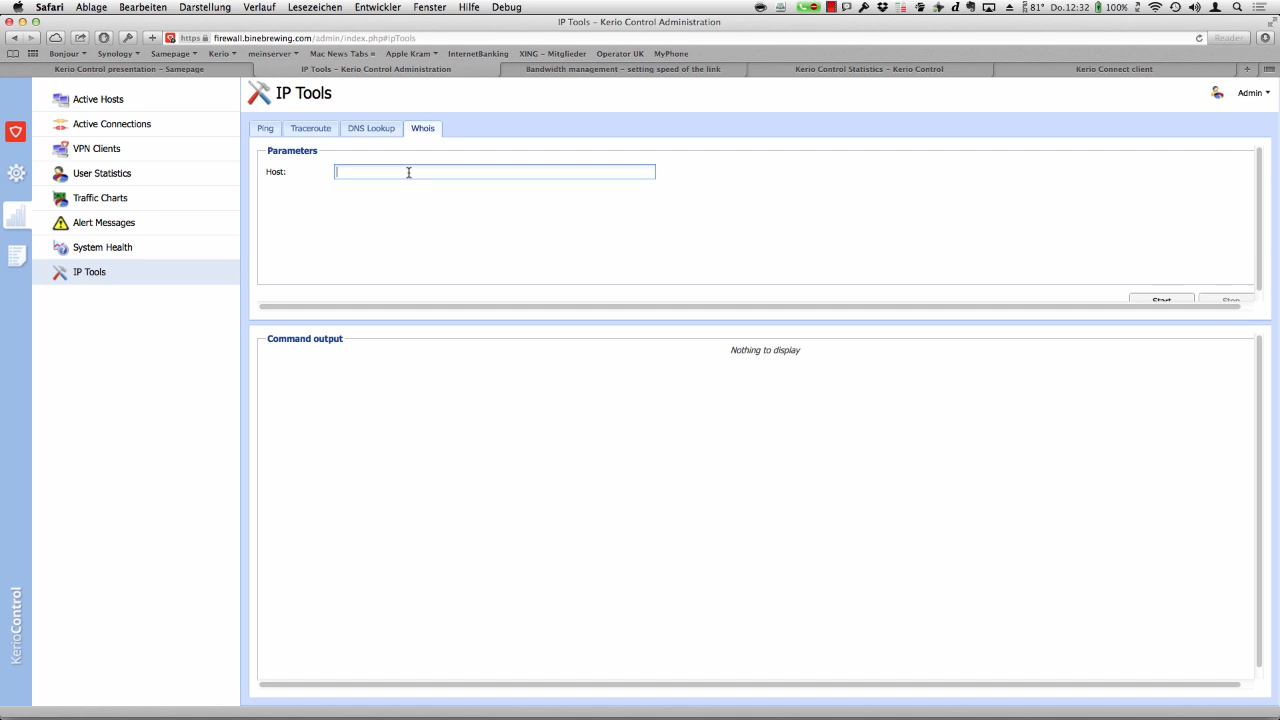 Safari Ablage Bearbeiten Darstellung Verlauf Lesezeichen Entwickler Fenster Hilfe Debug 81° Do.12:32 100%
IP Tools – Kerio Control Administration
https firewall.binebrewing.com/admin/index.php#ipTools Reader
Bonjour Synology Samepage Kerio meinserver Mac News Tabs Apple Kram InternetBanking XING – Mitglieder Operator UK MyPhone
Kerio Control presentation – Samepage IP Tools – Kerio Control Administration Bandwidth management – setting speed of the link Kerio Control Statistics – Kerio Control Kerio Connect client
IP Tools Admin
Active Hosts
Active Connections
VPN Clients
User Statistics
Traffic Charts
Alert Messages
System Health
IP Tools
Ping Traceroute DNS Lookup Whois
Parameters
Host:
Start Stop
Command output
Nothing to display
KerioControl